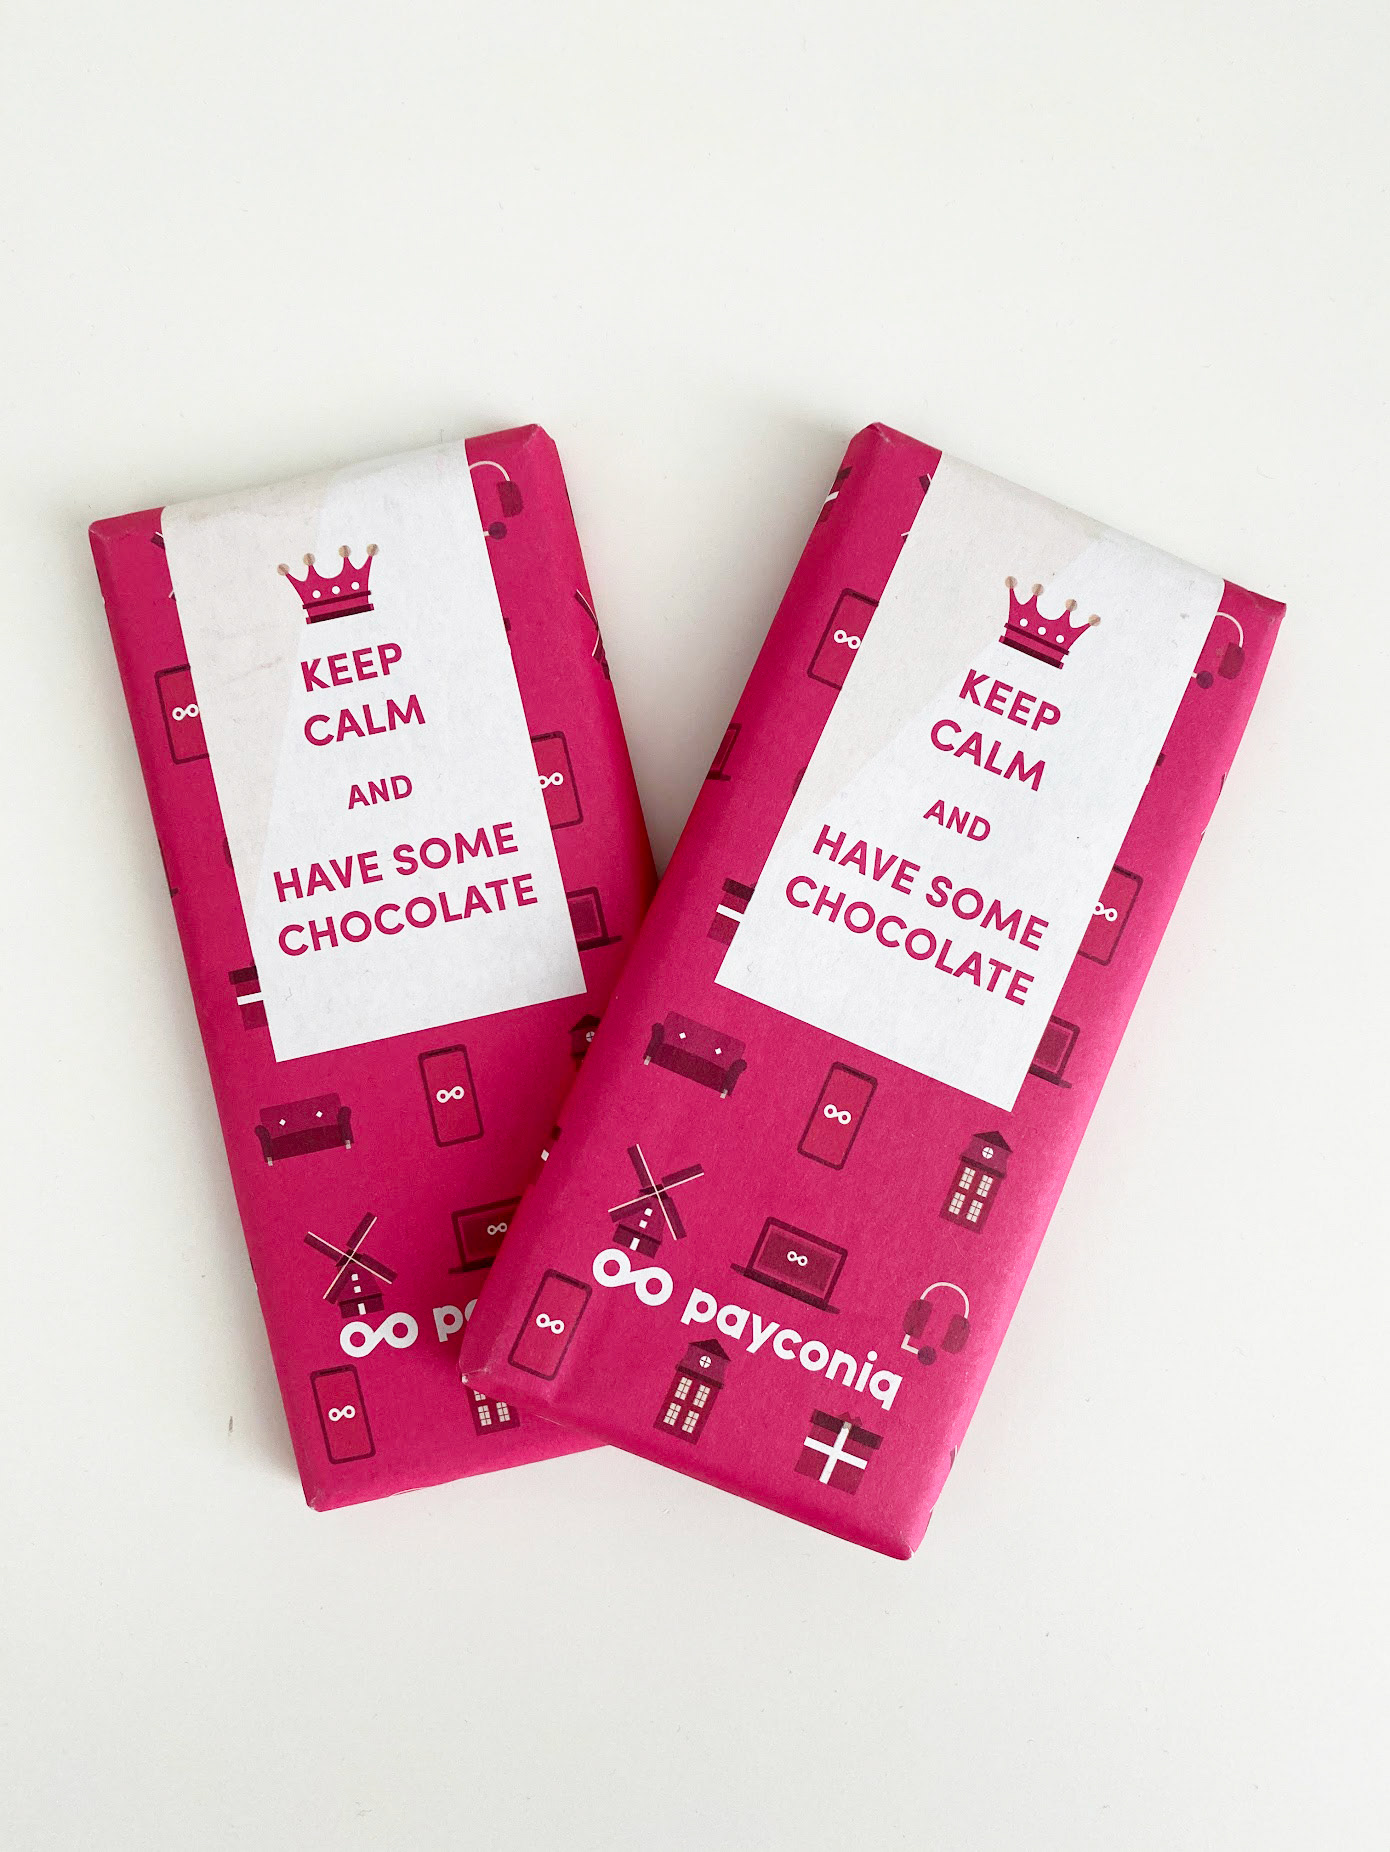 KEEP
CALM
AND
HAVE SOME
CHOCOLATE
KEEP
CALM
AND
HAVE SOME
CHOCOLATE
payconiq